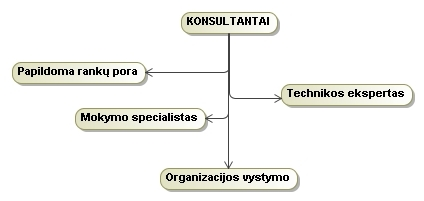 KONSULTANTAI
Papildoma rankų pora
Technikos ekspertas
Mokymo specialistas
Organizacijos vystymo